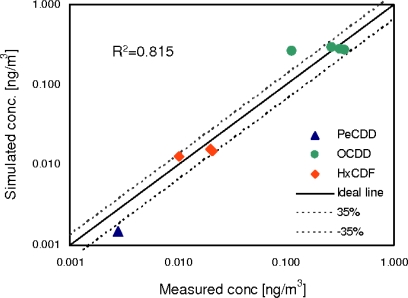 1.000
0.100
0.010
0.001
Simulated conc. [ng/m³]
R²=0.815
PeCDD
OCDD
HxCDF
Ideal line
35%
-35%
0.001 0.010 0.100 1.000
Measured conc [ng/m³]